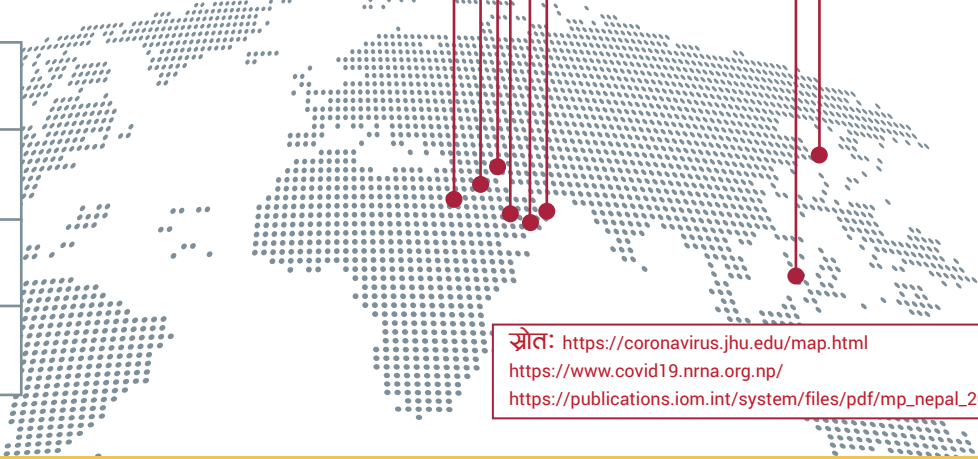 स्रोत: https://coronavirus.jhu.edu/map.html
https://www.covid19.nrna.org.np/
https://publications.iom.int/system/files/pdf/mp_nepal_2